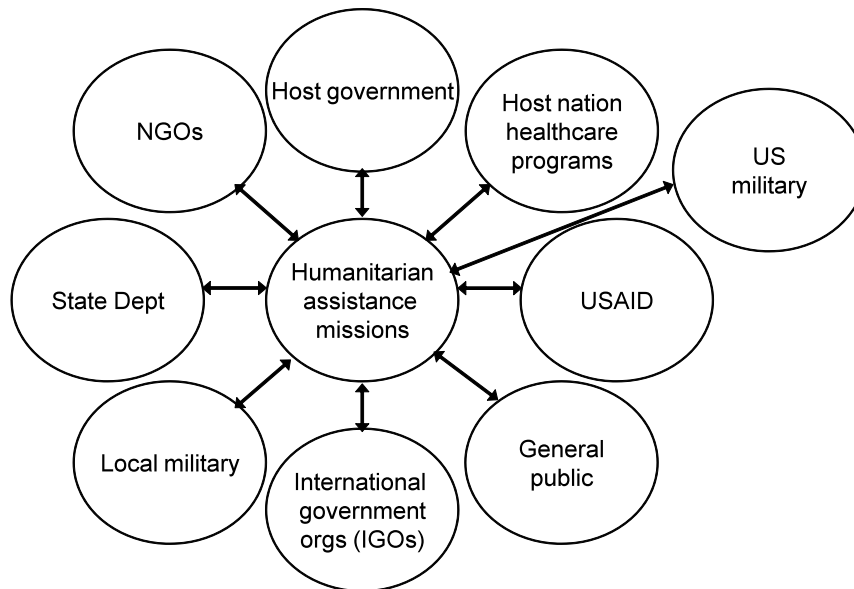 Host government
NGOs
Host nation
healthcare
programs
US
military
State Dept
Humanitarian
assistance
missions
USAID
Local military
General
public
International
government
orgs (IGOs)